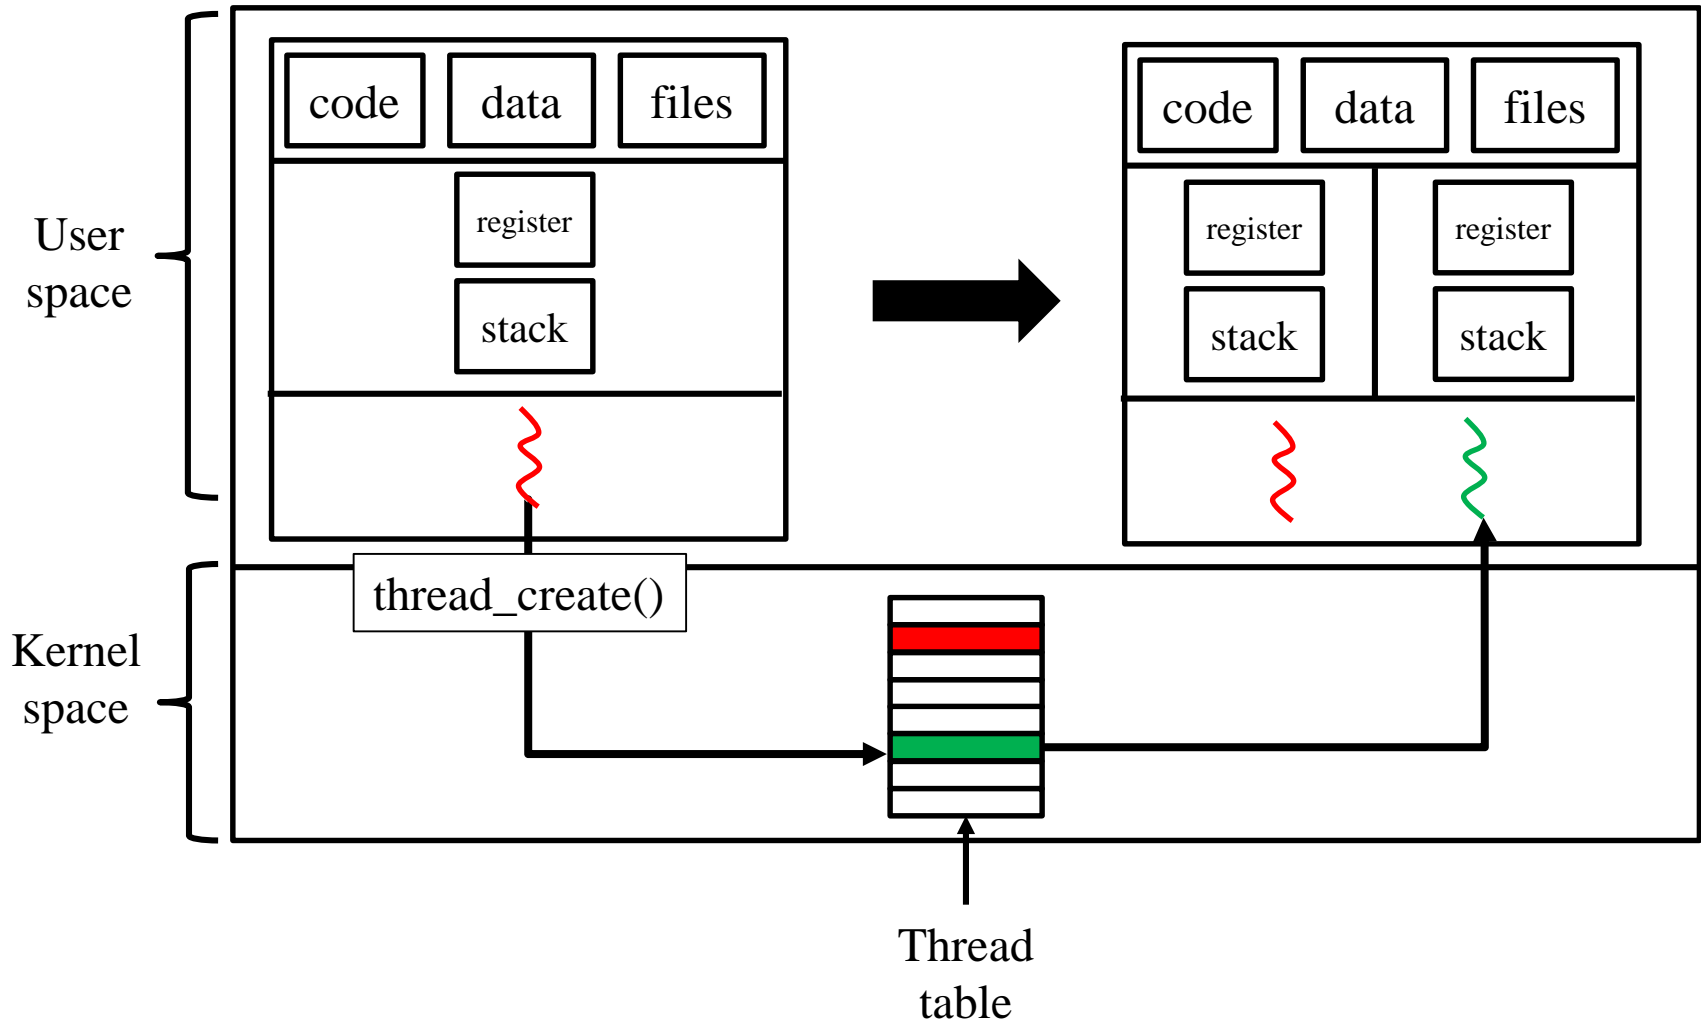 code data files
register
stack
User
space
thread_create()
code data files
register register
stack stack
Kernel
space
Thread
table